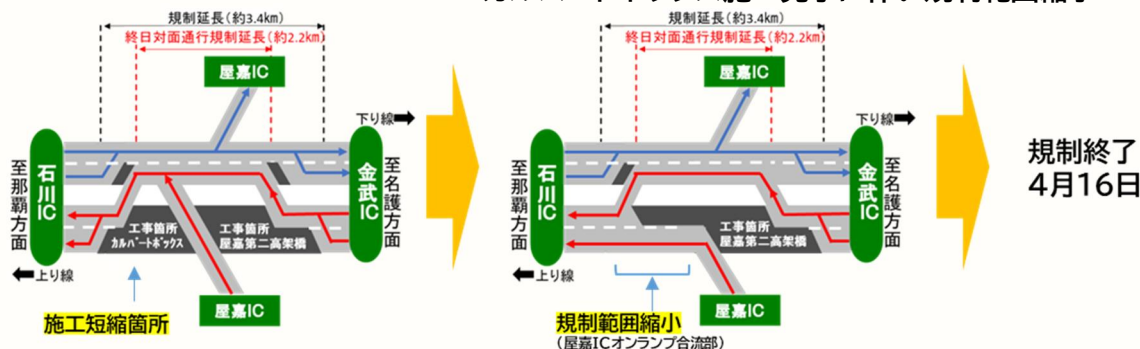 規制延長(約3.4km)
終日対面通行規制延長(約2.2km)
屋嘉IC
下り線
至那覇方面
石川IC
金武IC
至名護方面
工事箇所
カルバートボックス
工事箇所
屋嘉第二高架橋
上り線
屋嘉IC
施工短縮箇所
規制延長(約3.4km)
終日対面通行規制延長(約2.2km)
屋嘉IC
下り線
至那覇方面
石川IC
金武IC
至名護方面
工事箇所
屋嘉第二高架橋
上り線
屋嘉IC
規制範囲縮小
(屋嘉ICオンランプ合流部)
規制終了
4月16日